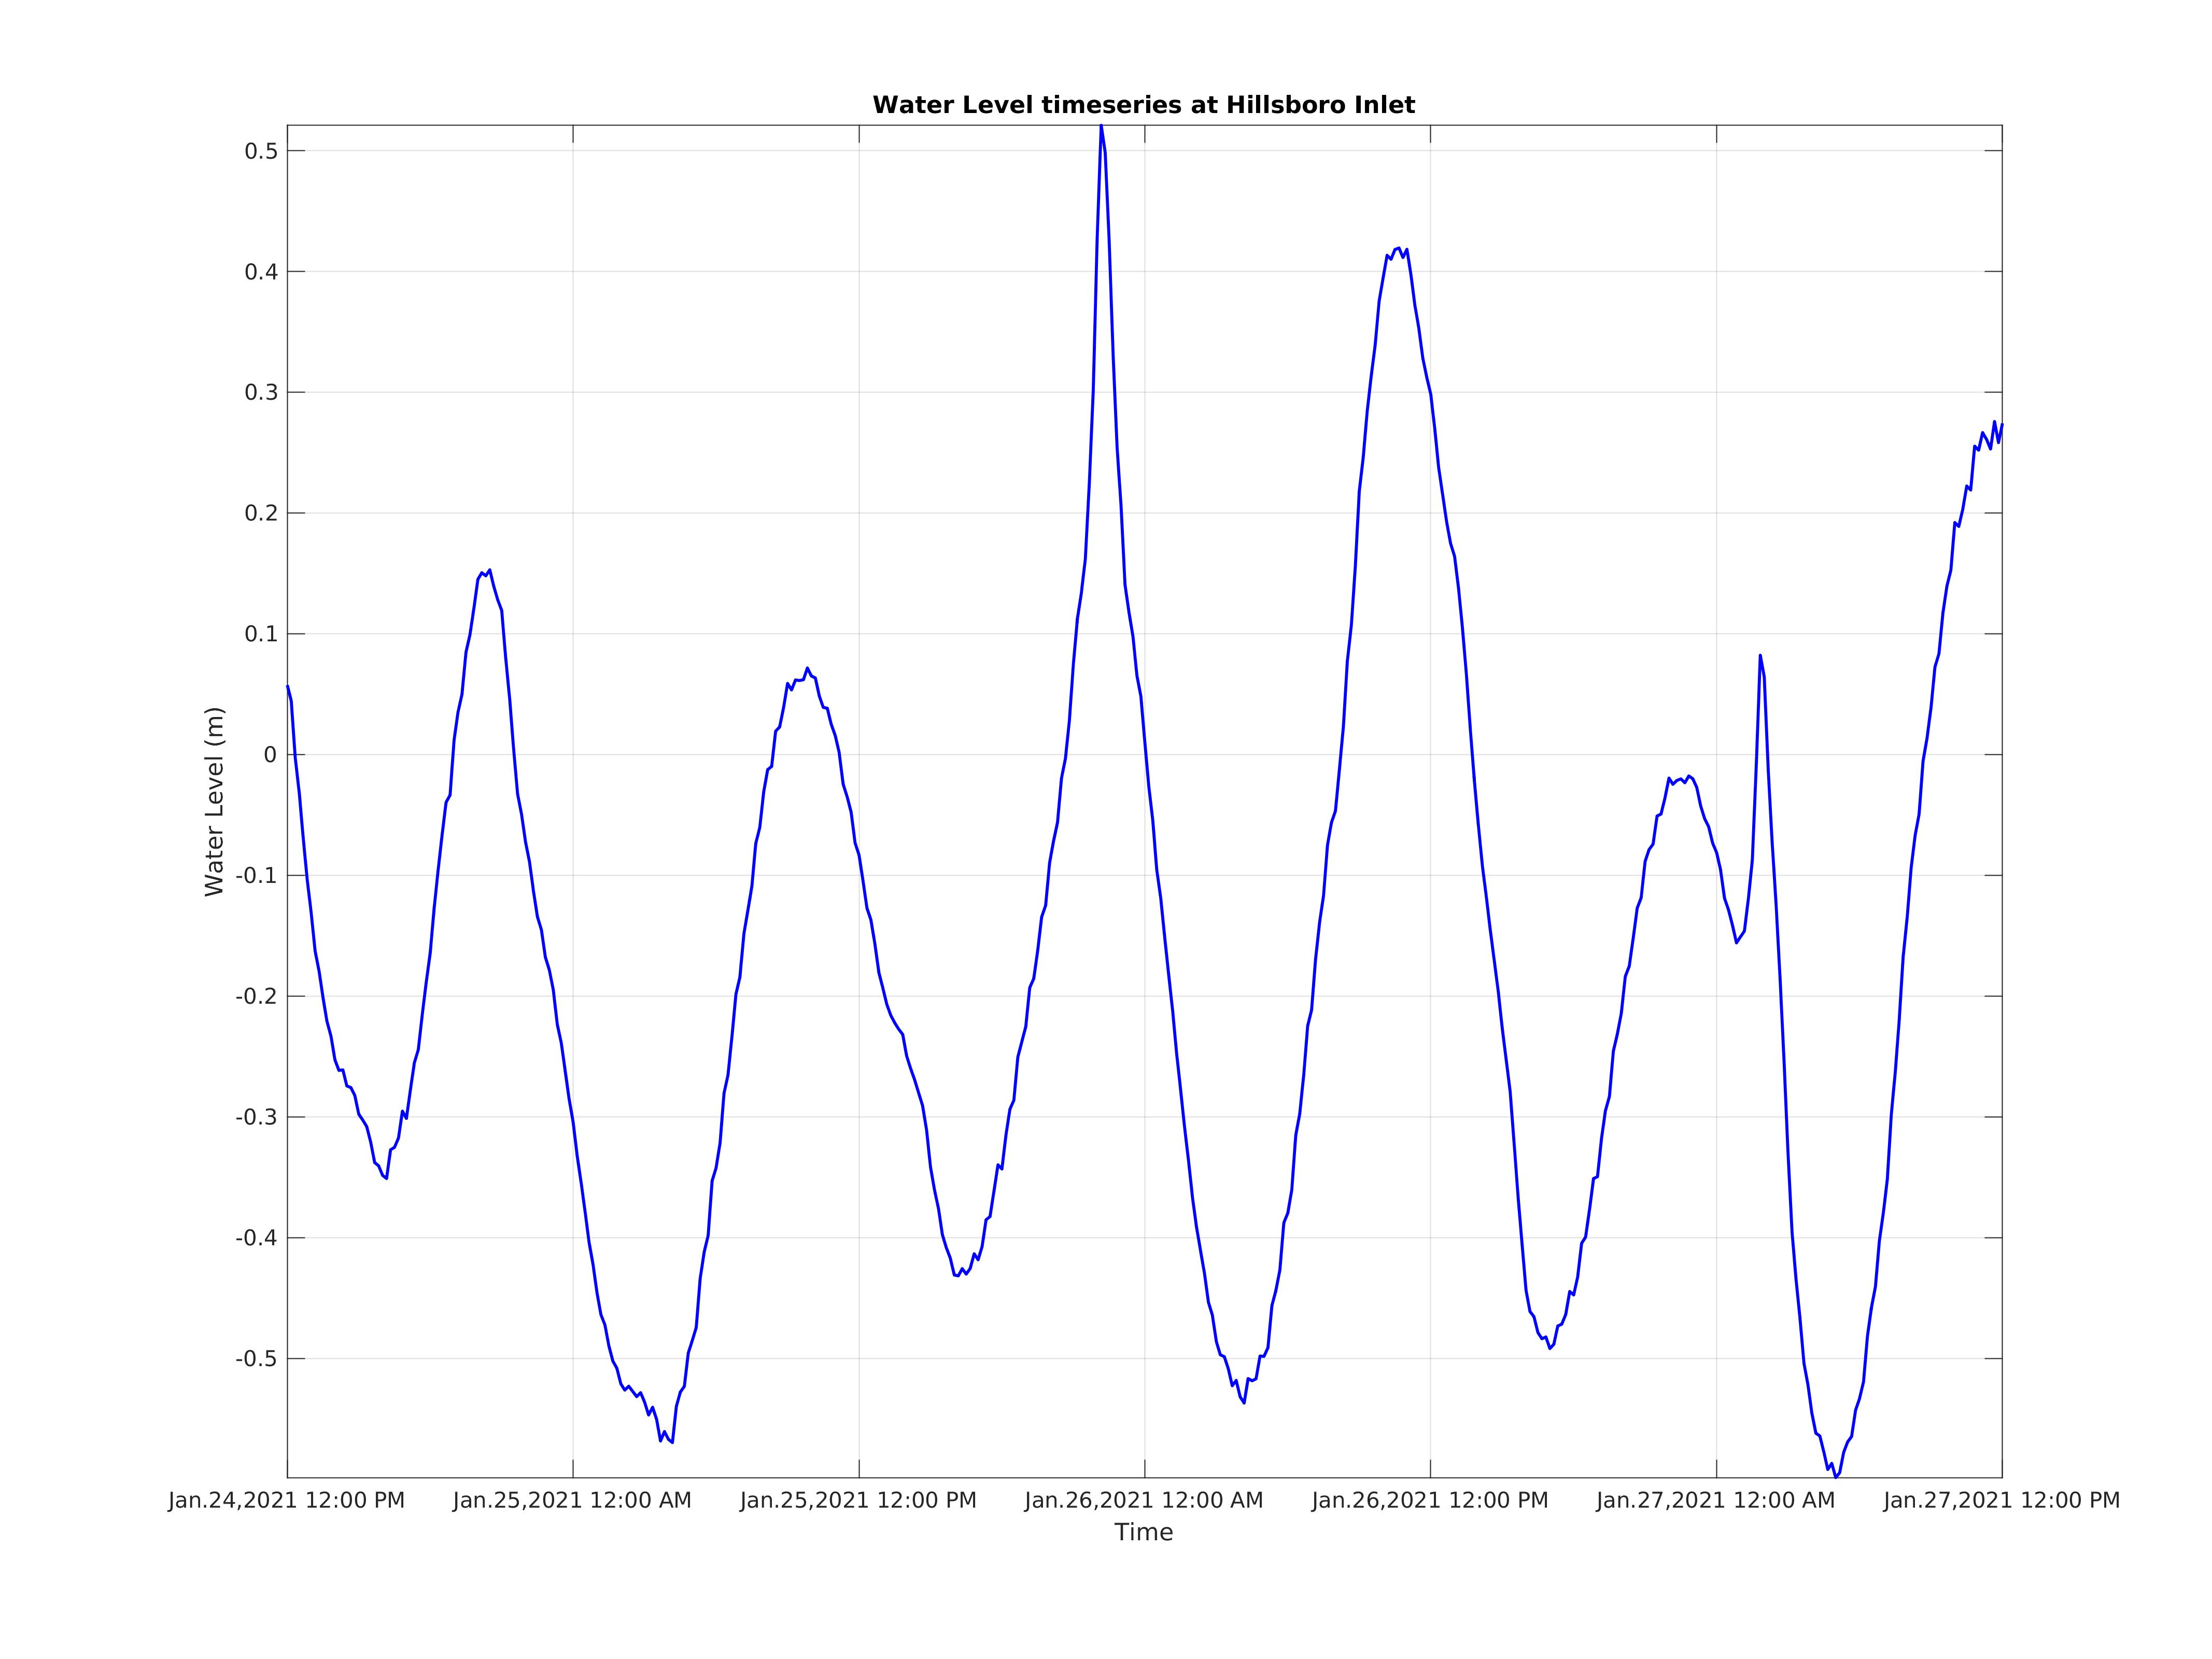 Water Level timeseries at Hillsboro Inlet
0.5
0.4
0.3
0.2
0.1
0
-0.1
-0.2
-0.3
-0.4
-0.5
Water Level (m)
Jan.24,2021 12:00 PM
Jan.25,2021 12:00 AM
Jan.25,2021 12:00 PM
Jan.26,2021 12:00 AM
Jan.26,2021 12:00 PM
Jan.27,2021 12:00 AM
Jan.27,2021 12:00 PM
Time